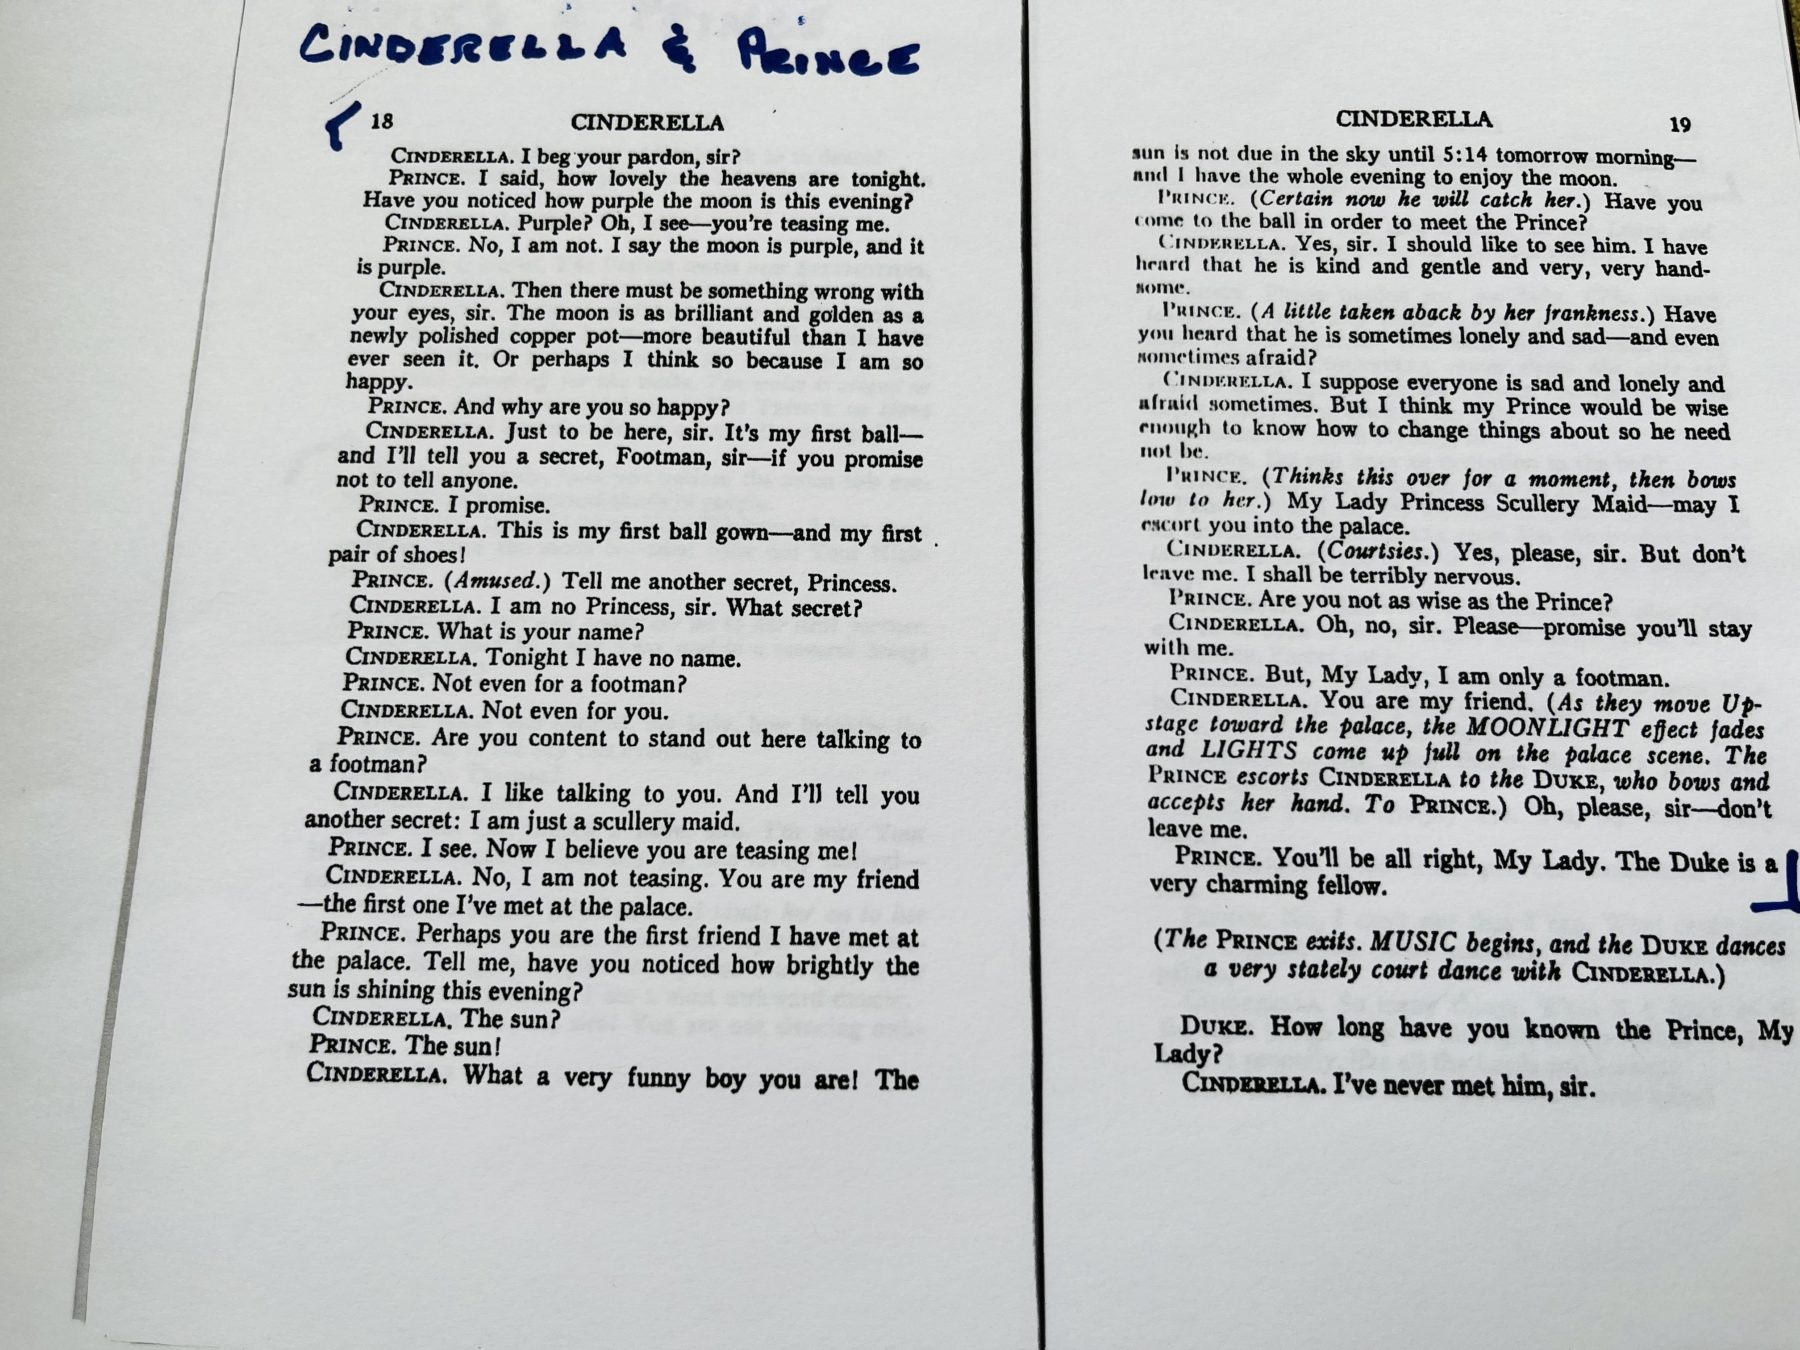 CINDERELLA & PRINCE
18 CINDERELLA
CINDERELLA. I beg your pardon, sir?
PRINCE. I said, how lovely the heavens are tonight.
Have you noticed how purple the moon is this evening?
CINDERELLA. Purple? Oh, I see—you're teasing me.
PRINCE. No, I am not. I say the moon is purple, and it
is purple.
CINDERELLA. Then there must be something wrong with
your eyes, sir. The moon is as brilliant and golden as a
newly polished copper pot—more beautiful than I have
ever seen it. Or perhaps I think so because I am so
happy.
PRINCE. And why are you so happy?
CINDERELLA. Just to be here, sir. It's my first ball—
and I'll tell you a secret, Footman, sir—if you promise
not to tell anyone.
PRINCE. I promise.
CINDERELLA. This is my first ball gown—and my first
pair of shoes!
PRINCE. (Amused.) Tell me another secret, Princess.
CINDERELLA. I am no Princess, sir. What secret?
PRINCE. What is your name?
CINDERELLA. Tonight I have no name.
PRINCE. Not even for a footman?
CINDERELLA. Not even for you.
PRINCE. Are you content to stand out here talking to
a footman?
CINDERELLA. I like talking to you. And I'll tell you
another secret: I am just a scullery maid.
PRINCE. I see. Now I believe you are teasing me!
CINDERELLA. No, I am not teasing. You are my friend
—the first one I've met at the palace.
PRINCE. Perhaps you are the first friend I have met at
the palace. Tell me, have you noticed how brightly the
sun is shining this evening?
CINDERELLA. The sun?
PRINCE. The sun!
CINDERELLA. What a very funny boy you are! The
CINDERELLA 19
sun is not due in the sky until 5:14 tomorrow morning—
and I have the whole evening to enjoy the moon.
PRINCE. (Certain now he will catch her.) Have you
come to the ball in order to meet the Prince?
CINDERELLA. Yes, sir. I should like to see him. I have
heard that he is kind and gentle and very, very hand-
some.
PRINCE. (A little taken aback by her frankness.) Have
you heard that he is sometimes lonely and sad—and even
sometimes afraid?
CINDERELLA. I suppose everyone is sad and lonely and
afraid sometimes. But I think my Prince would be wise
enough to know how to change things about so he need
not be.
PRINCE. (Thinks this over for a moment, then bows
low to her.) My Lady Princess Scullery Maid—may I
escort you into the palace.
CINDERELLA. (Courtsies.) Yes, please, sir. But don't
leave me. I shall be terribly nervous.
PRINCE. Are you not as wise as the Prince?
CINDERELLA. Oh, no, sir. Please—promise you'll stay
with me.
PRINCE. But, My Lady, I am only a footman.
CINDERELLA. You are my friend. (As they move Up-
stage toward the palace, the MOONLIGHT effect fades
and LIGHTS come up full on the palace scene. The
PRINCE escorts CINDERELLA to the DUKE, who bows and
accepts her hand. To PRINCE.) Oh, please, sir—don't
leave me.
PRINCE. You'll be all right, My Lady. The Duke is a
very charming fellow.
(The PRINCE exits. MUSIC begins, and the DUKE dances
a very stately court dance with CINDERELLA.)
DUKE. How long have you known the Prince, My
Lady?
CINDERELLA. I've never met him, sir.